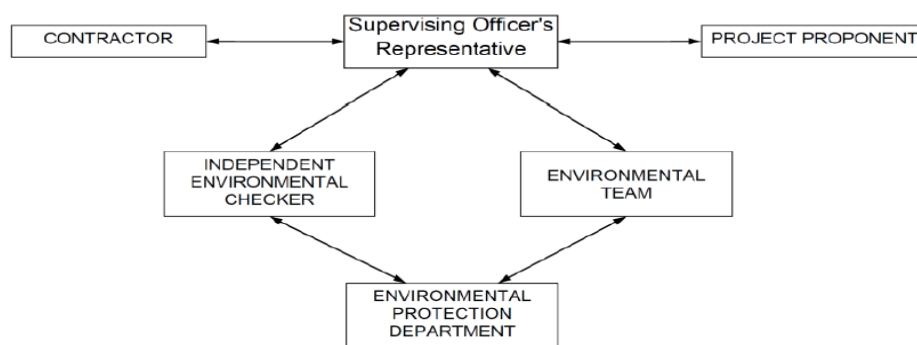 CONTRACTOR
Supervising Officer's
Representative
PROJECT PROPONENT
INDEPENDENT
ENVIRONMENTAL
CHECKER
ENVIRONMENTAL
TEAM
ENVIRONMENTAL
PROTECTION
DEPARTMENT